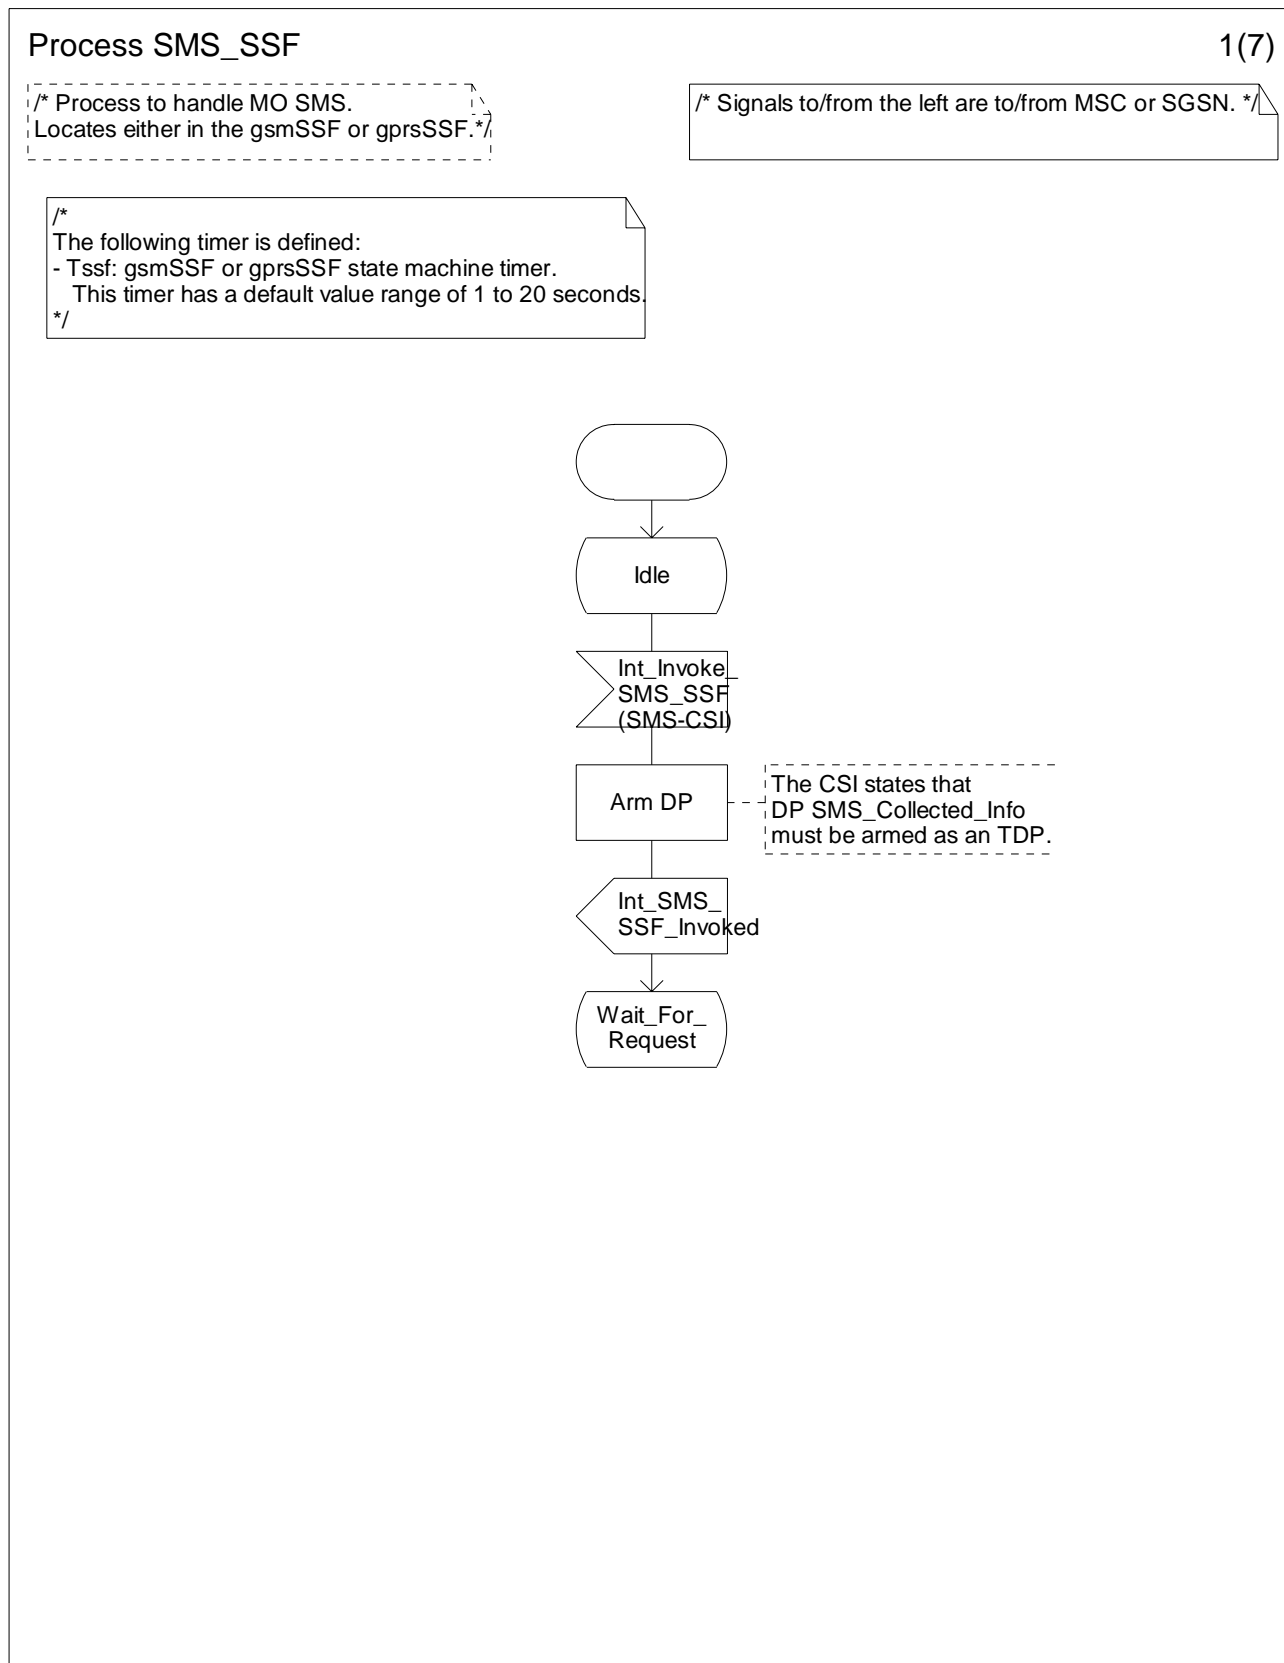 Process SMS_SSF
1(7)
/* Process to handle MO SMS.
Locates either in the gsmSSF or gprsSSF.*/
/* Signals to/from the left are to/from MSC or SGSN. */
/*
The following timer is defined:
- Tssf: gsmSSF or gprsSSF state machine timer.
This timer has a default value range of 1 to 20 seconds.
*/
Idle
Int_Invoke_
SMS_SSF
(SMS-CSI)
Arm DP
The CSI states that
DP SMS_Collected_Info
must be armed as an TDP.
Int_SMS_
SSF_Invoked
Wait_For_
Request